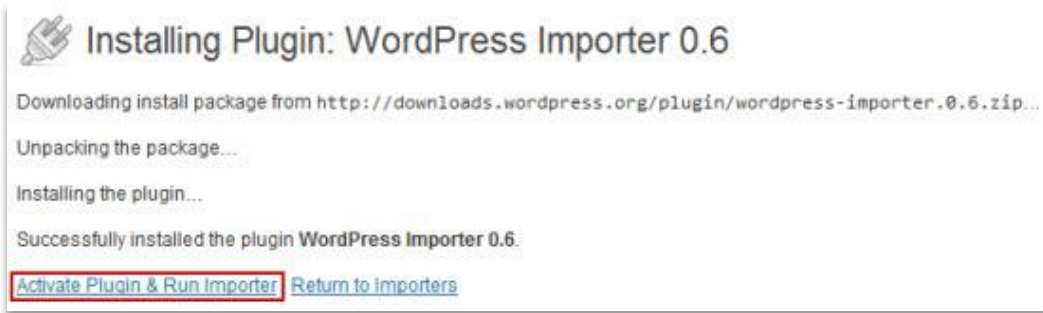 Installing Plugin: WordPress Importer 0.6
Downloading install package from http://downloads.wordpress.org/plugin/wordpress-importer.0.6.zip...
Unpacking the package...
Installing the plugin...
Successfully installed the plugin WordPress Importer 0.6.
Activate Plugin & Run Importer Return to Importers